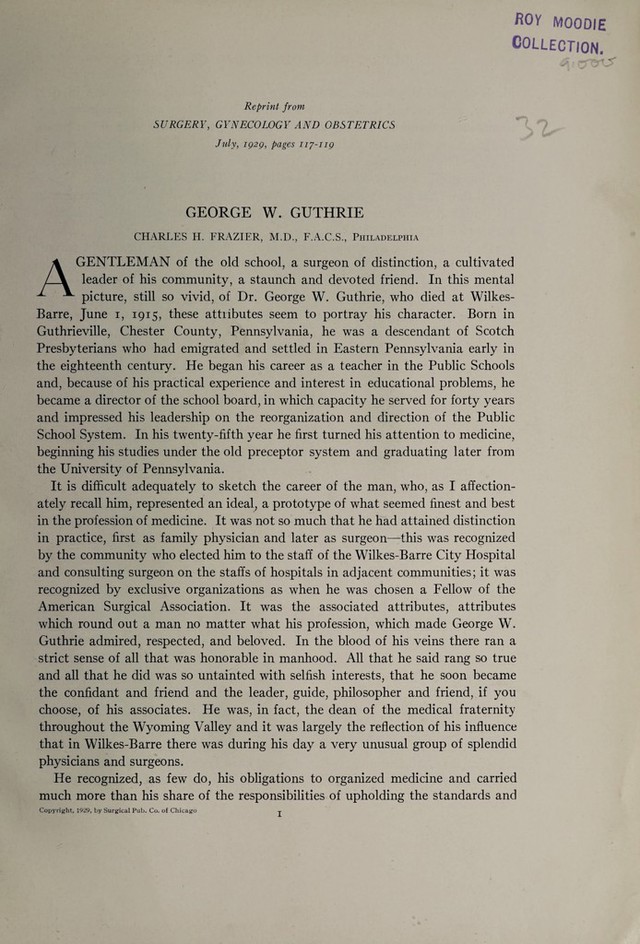 ROY MOODIE
COLLECTION.
32
Reprint from
SURGERY, GYNECOLOGY AND OBSTETRICS
July, 1929, pages 117-119
GEORGE W. GUTHRIE
CHARLES H. FRAZIER, M.D., F.A.C.S., Philadelphia
A GENTLEMAN of the old school, a surgeon of distinction, a cultivated
leader of his community, a staunch and devoted friend. In this mental
picture, still so vivid, of Dr. George W. Guthrie, who died at Wilkes-
Barre, June 1, 1915, these attributes seem to portray his character. Born in
Guthrieville, Chester County, Pennsylvania, he was a descendant of Scotch
Presbyterians who had emigrated and settled in Eastern Pennsylvania early in
the eighteenth century. He began his career as a teacher in the Public Schools
and, because of his practical experience and interest in educational problems, he
became a director of the school board, in which capacity he served for forty years
and impressed his leadership on the reorganization and direction of the Public
School System. In his twenty-fifth year he first turned his attention to medicine,
beginning his studies under the old preceptor system and graduating later from
the University of Pennsylvania.
It is difficult adequately to sketch the career of the man, who, as I affection-
ately recall him, represented an ideal, a prototype of what seemed finest and best
in the profession of medicine. It was not so much that he had attained distinction
in practice, first as family physician and later as surgeon—this was recognized
by the community who elected him to the staff of the Wilkes-Barre City Hospital
and consulting surgeon on the staffs of hospitals in adjacent communities; it was
recognized by exclusive organizations as when he was chosen a Fellow of the
American Surgical Association. It was the associated attributes, attributes
which round out a man no matter what his profession, which made George W.
Guthrie admired, respected, and beloved. In the blood of his veins there ran a
strict sense of all that was honorable in manhood. All that he said rang so true
and all that he did was so untainted with selfish interests, that he soon became
the confidant and friend and the leader, guide, philosopher and friend, if you
choose, of his associates. He was, in fact, the dean of the medical fraternity
throughout the Wyoming Valley and it was largely the reflection of his influence
that in Wilkes-Barre there was during his day a very unusual group of splendid
physicians and surgeons.
He recognized, as few do, his obligations to organized medicine and carried
much more than his share of the responsibilities of upholding the standards and
Copyright, 1929, by Surgical Pub. Co. of Chicago
1